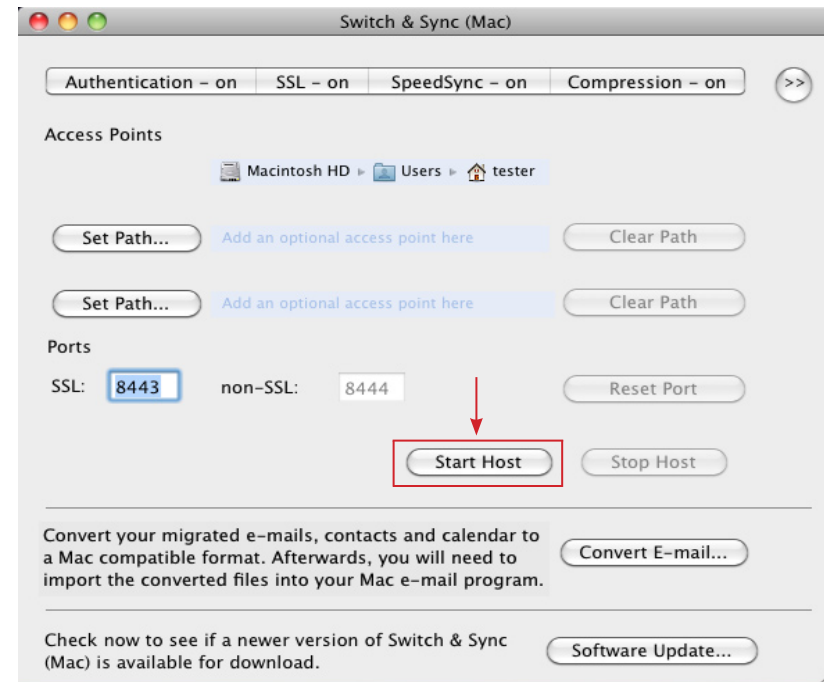 Switch & Sync (Mac)
Authentication – on SSL – on SpeedSync – on Compression – on >>
Access Points
Macintosh HD ▸ Users ▸ tester
Set Path... Add an optional access point here Clear Path
Set Path... Add an optional access point here Clear Path
Ports
SSL: 8443 non-SSL: 8444 Reset Port
Start Host Stop Host
Convert your migrated e-mails, contacts and calendar to
a Mac compatible format. Afterwards, you will need to
import the converted files into your Mac e-mail program.
Convert E-mail...
Check now to see if a newer version of Switch & Sync
(Mac) is available for download.
Software Update...